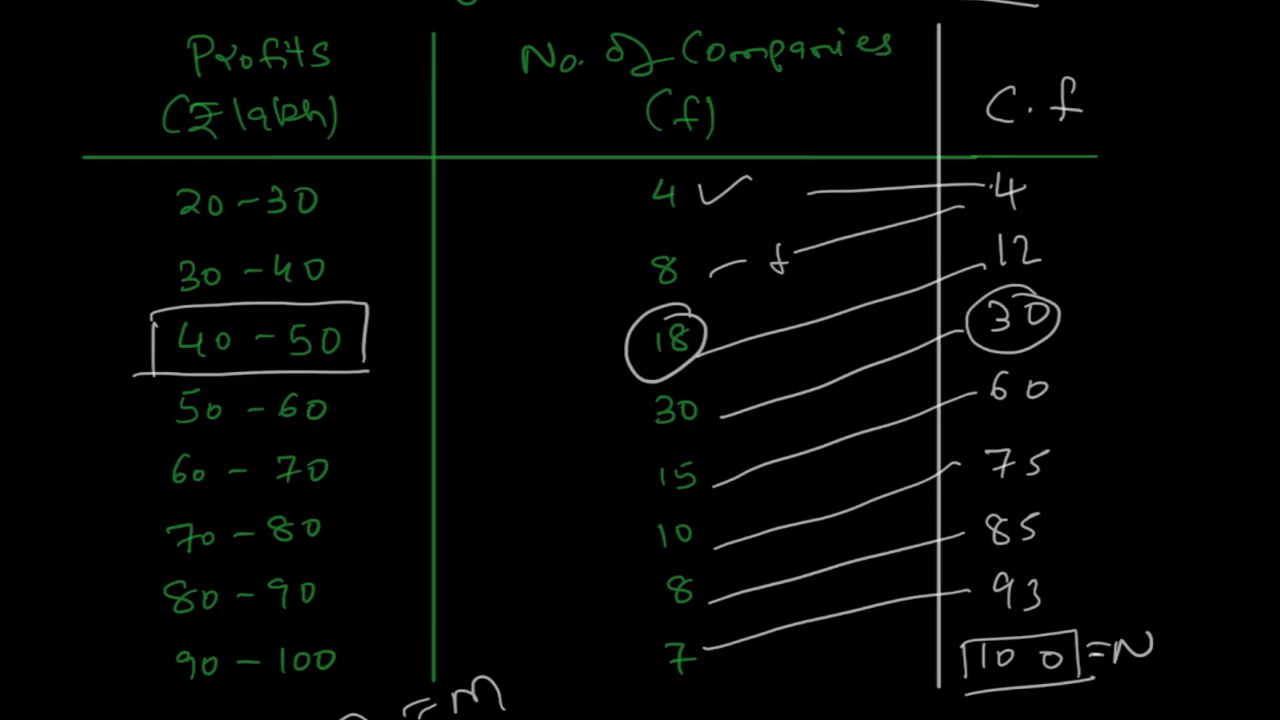 Profits No. of Companies
(₹ lakh) (f) C.f
20-30 4 ✓ 4
30-40 8 12
40-50 18 30
50-60 30 60
60-70 15 75
70-80 10 85
80-90 8 93
90-100 7 100 =N
=m